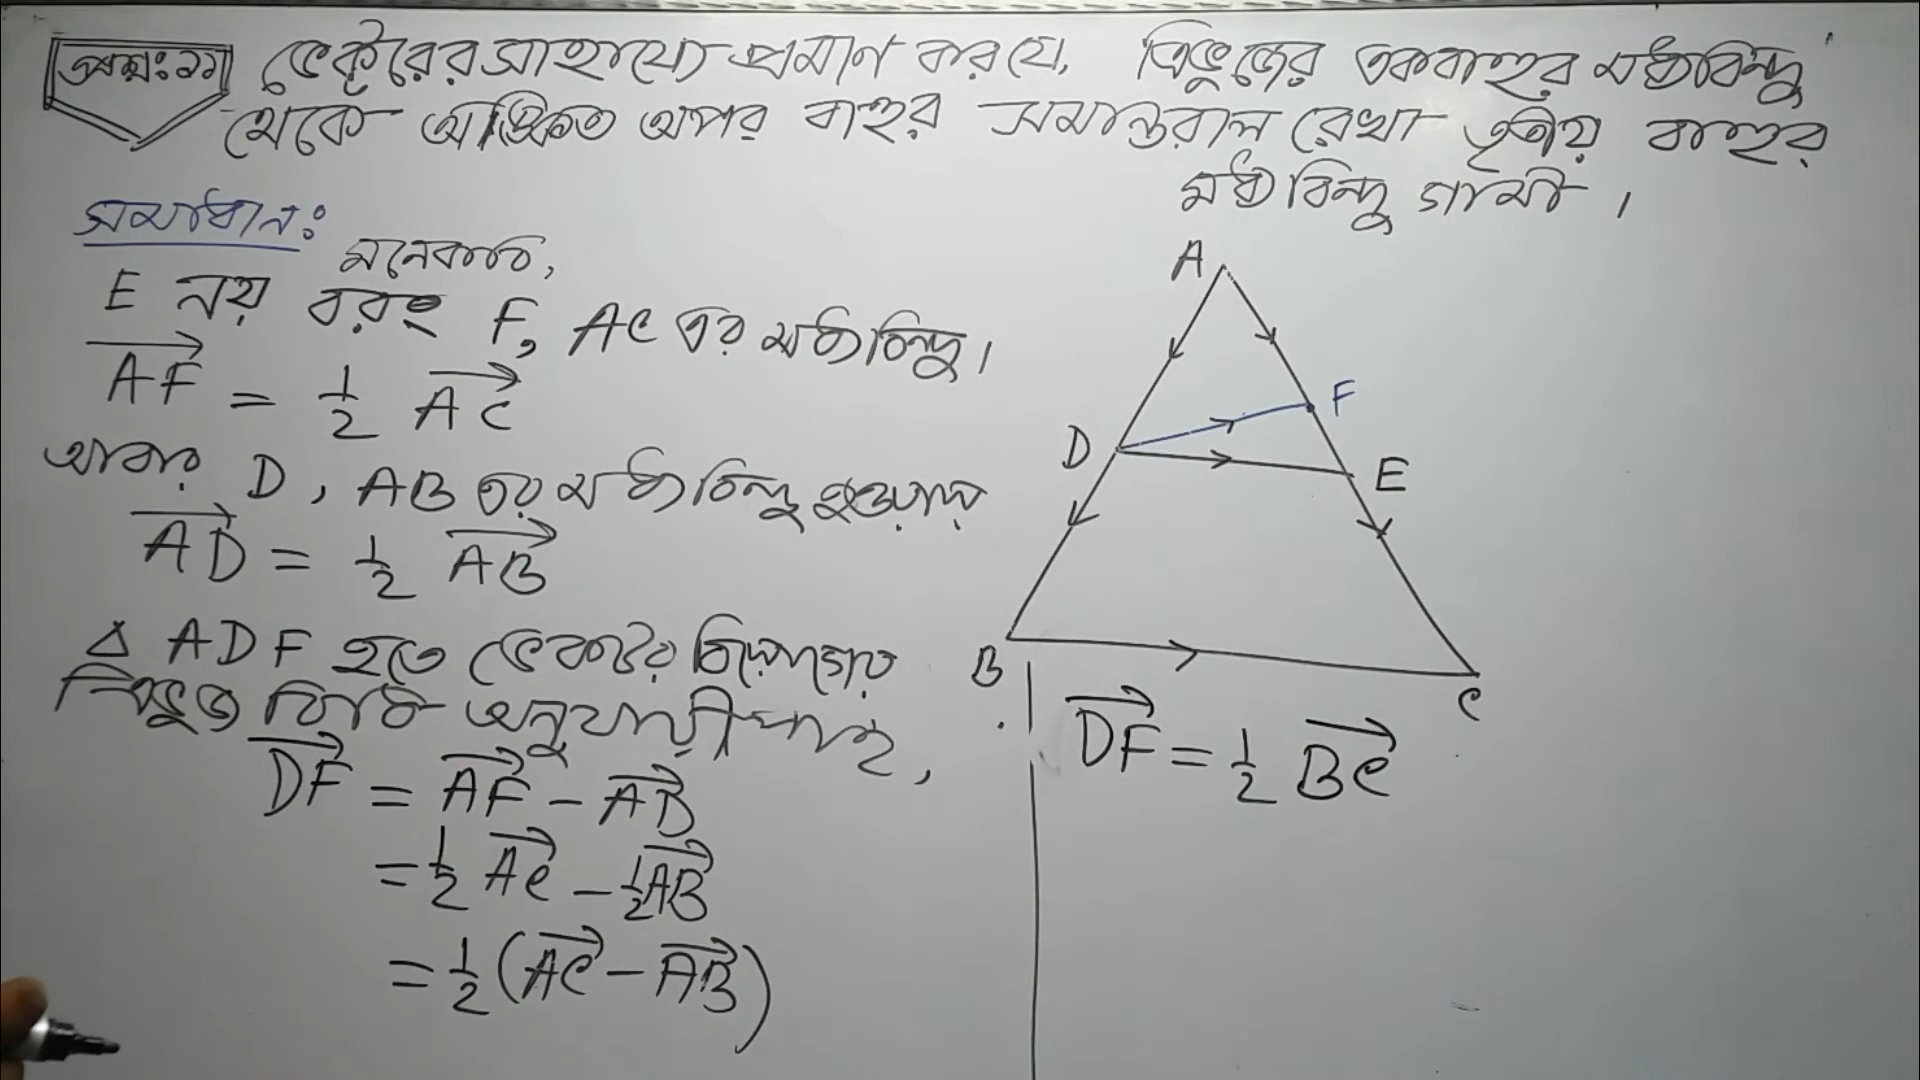 প্রশ্ন: ১১
ভেক্টরের সাহায্যে প্রমাণ কর যে, ত্রিভুজের একবাহুর মধ্যবিন্দু
থেকে অঙ্কিত অপর বাহুর সমান্তরাল রেখা তৃতীয় বাহুর
মধ্যবিন্দু গামী ।
সমাধান:
মনেকরি,
E নয় বরং F, AC এর মধ্যবিন্দু।
AF = 1/2 AC
আবার D, AB এর মধ্যবিন্দু হওয়ায়
AD = 1/2 AB
Δ ADF হতে ভেক্টর বিয়োগের
ত্রিভুজ বিধি অনুযায়ী পাই,
DF = AF - AD
= 1/2 AC - 1/2 AB
= 1/2 (AC - AB)
A
F
D
E
B
C
DF = 1/2 BC